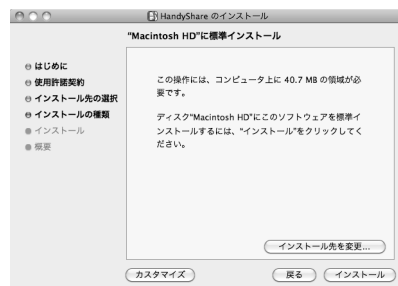 HandyShare のインストール
"Macintosh HD"に標準インストール
はじめに
使用許諾契約
インストール先の選択
インストールの種類
インストール
概要
この操作には、コンピュータ上に 40.7 MB の領域が必
要です。
ディスク"Macintosh HD"にこのソフトウェアを標準イ
ンストールするには、"インストール"をクリックしてく
ださい。
インストール先を変更...
カスタマイズ
戻る
インストール